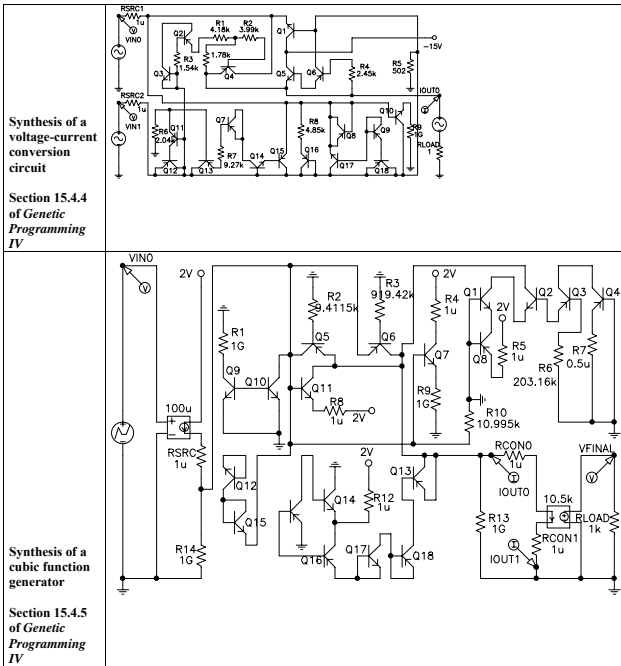 Synthesis of a
voltage-current
conversion
circuit
Section 15.4.4
of Genetic
Programming
IV
RSRC1
1u
VIN0
Q2
R1
4.18k
R2
3.99k
Q1
R3
1.54k
1.78k
Q3
Q4
Q5
Q6
R4
2.45k
-15V
R5
502
IOUT0
RSRC2
1u
VIN1
R6
2.04k
Q11
Q12
Q13
Q7
R7
9.27k
Q14
Q15
R8
4.85k
Q16
Q8
Q17
Q9
Q18
Q10
R9
1G
RLOAD
1
Synthesis of a
cubic function
generator
Section 15.4.5
of Genetic
Programming
IV
VIN0
2V
R1
1G
R2
9.4115k
R3
919.42k
2V
R4
1u
Q1
Q2
Q3
Q4
2V
Q5
Q6
Q7
Q8
R5
1u
R6
203.16k
R7
0.5u
Q9
Q10
Q11
R8
1u
2V
R9
1G
R10
10.995k
100u
RSRC
1u
R14
1G
Q12
Q15
Q14
2V
R12
1u
Q13
Q16
Q17
Q18
RCON0
1u
IOUT0
VFINAL
10.5k
R13
1G
RCON1
1u
IOUT1
RLOAD
1k